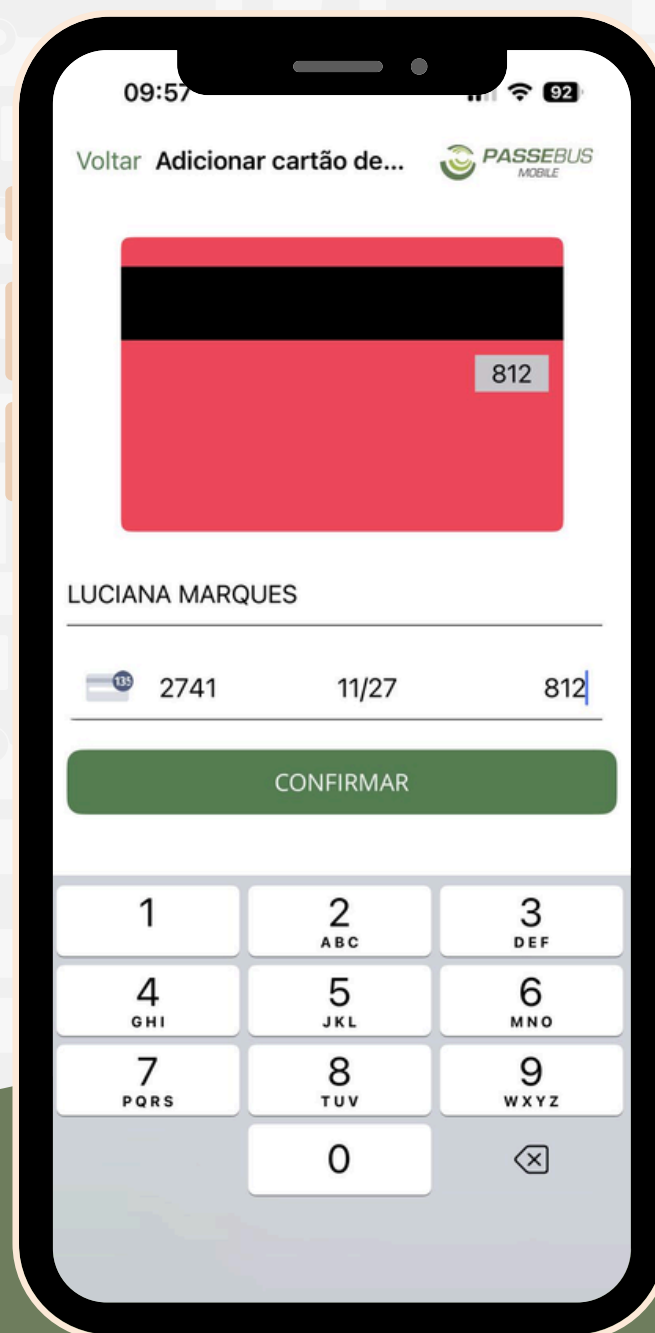 09:57 92
Voltar Adicionar cartão de... PASSEBUS
MOBILE
812
LUCIANA MARQUES
135 2741 11/27 812
CONFIRMAR
1 2 3
ABC DEF
4 5 6
GHI JKL MNO
7 8 9
PQRS TUV WXYZ
0